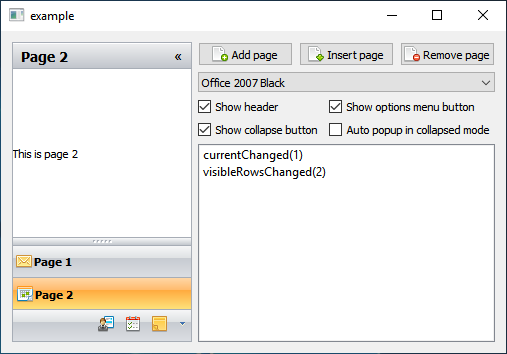 example
Page 2 «
This is page 2
Page 1
Page 2
Add page Insert page Remove page
Office 2007 Black
Show header Show options menu button
Show collapse button Auto popup in collapsed mode
currentChanged(1)
visibleRowsChanged(2)